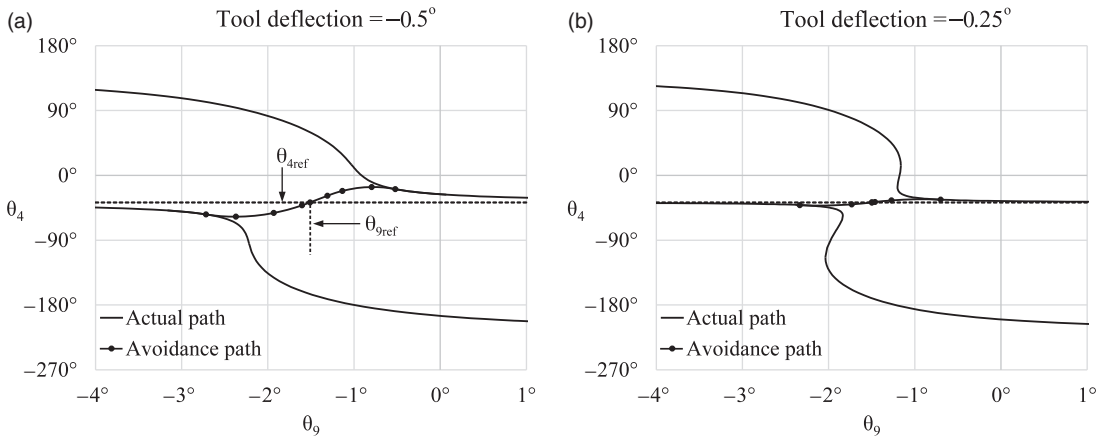 (a)
Tool deflection = −0.5°
180°
90°
0°
θ4
−90°
−180°
−270°
θ4ref
θ9ref
Actual path
Avoidance path
−4°
−3°
−2°
−1°
0°
1°
θ9
(b)
Tool deflection = −0.25°
180°
90°
0°
θ4
−90°
−180°
−270°
Actual path
Avoidance path
−4°
−3°
−2°
−1°
0°
1°
θ9